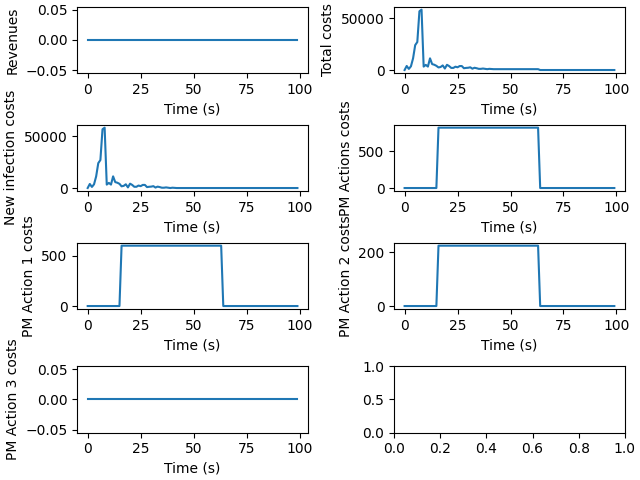 Revenues
0.05
0.00
−0.05
0 25 50 75 100
Time (s)
Total costs
50000
0
0 25 50 75 100
Time (s)
New infection costs
50000
0
0 25 50 75 100
Time (s)
PM Actions costs
500
0
0 25 50 75 100
Time (s)
PM Action 1 costs
500
0
0 25 50 75 100
Time (s)
PM Action 2 costs
200
0
0 25 50 75 100
Time (s)
PM Action 3 costs
0.05
0.00
−0.05
0 25 50 75 100
Time (s)
1.0
0.5
0.0
0.0 0.2 0.4 0.6 0.8 1.0